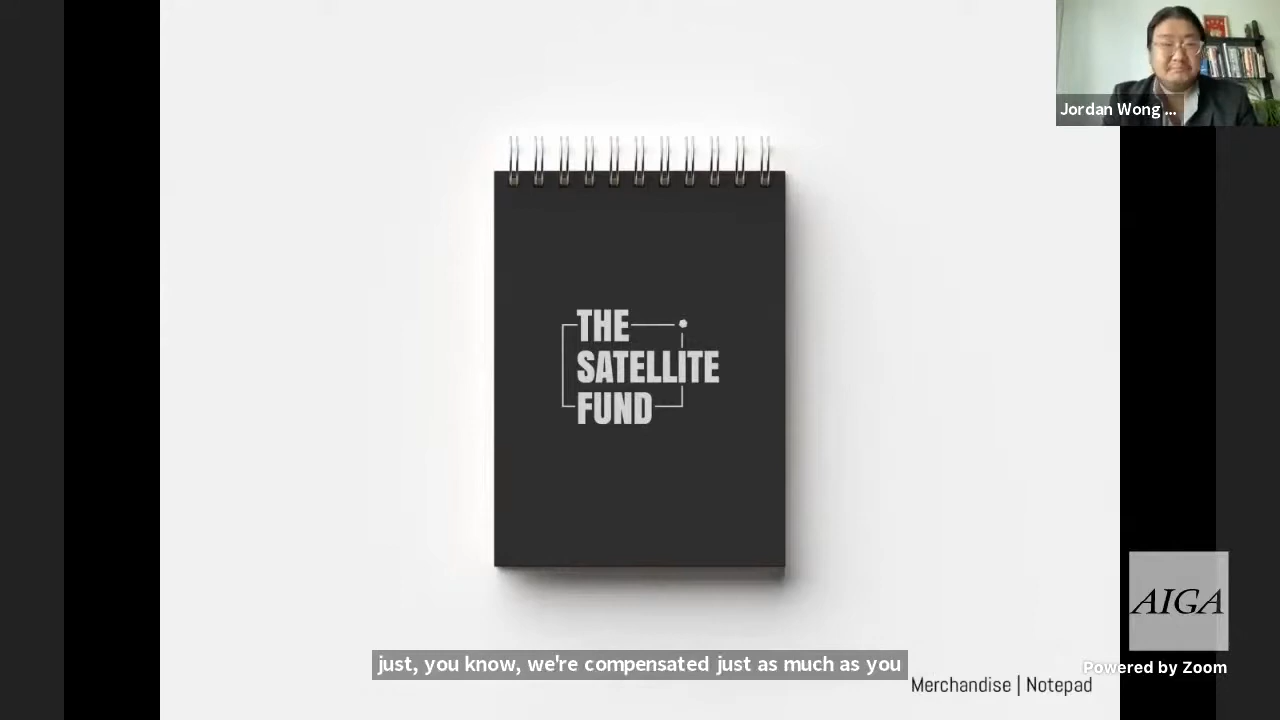 Jordan Wong ...
THE
SATELLITE
FUND
AIGA
just, you know, we're compensated just as much as you
Powered by Zoom
Merchandise | Notepad